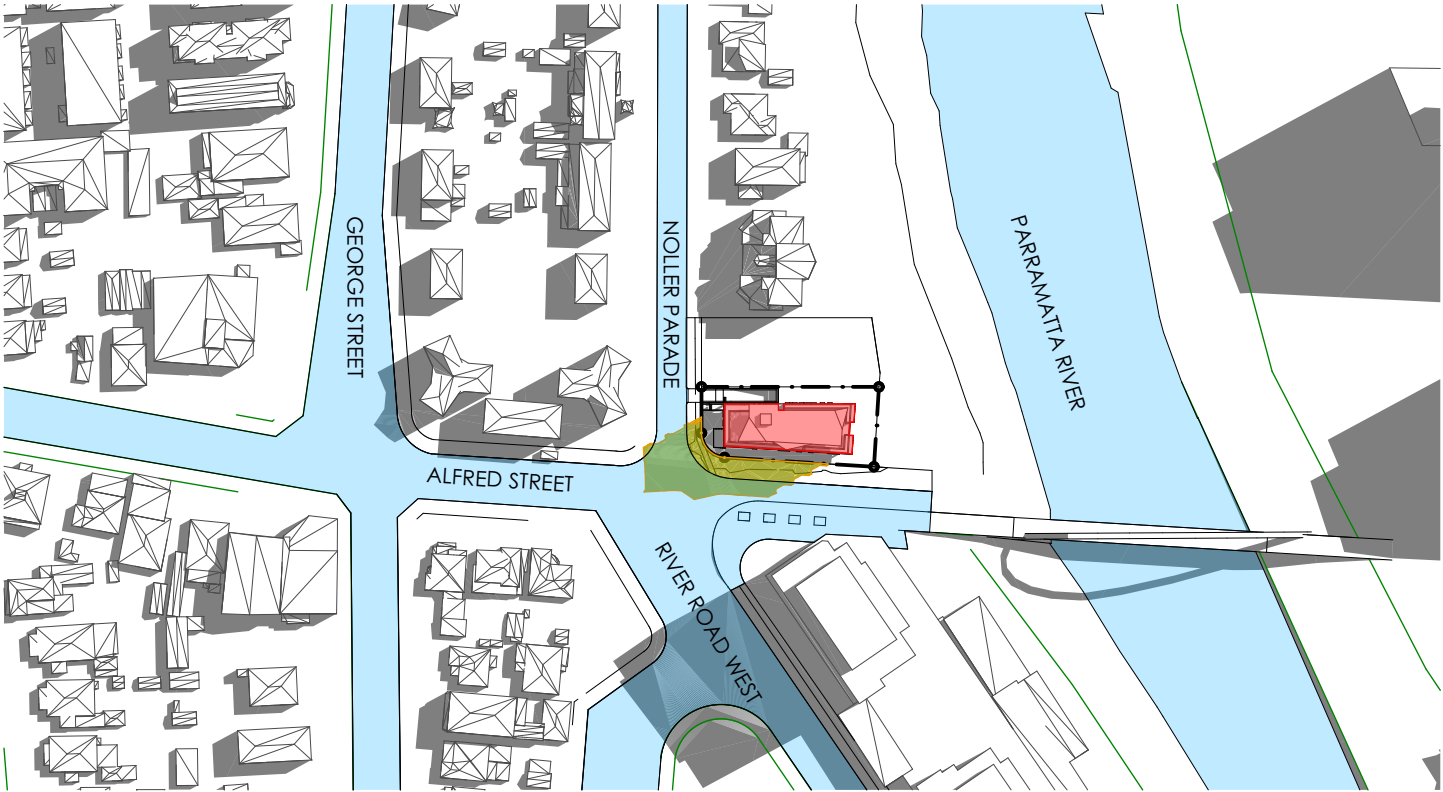 GEORGE STREET
NOLLER PARADE
PARRAMATTA RIVER
ALFRED STREET
RIVER ROAD WEST